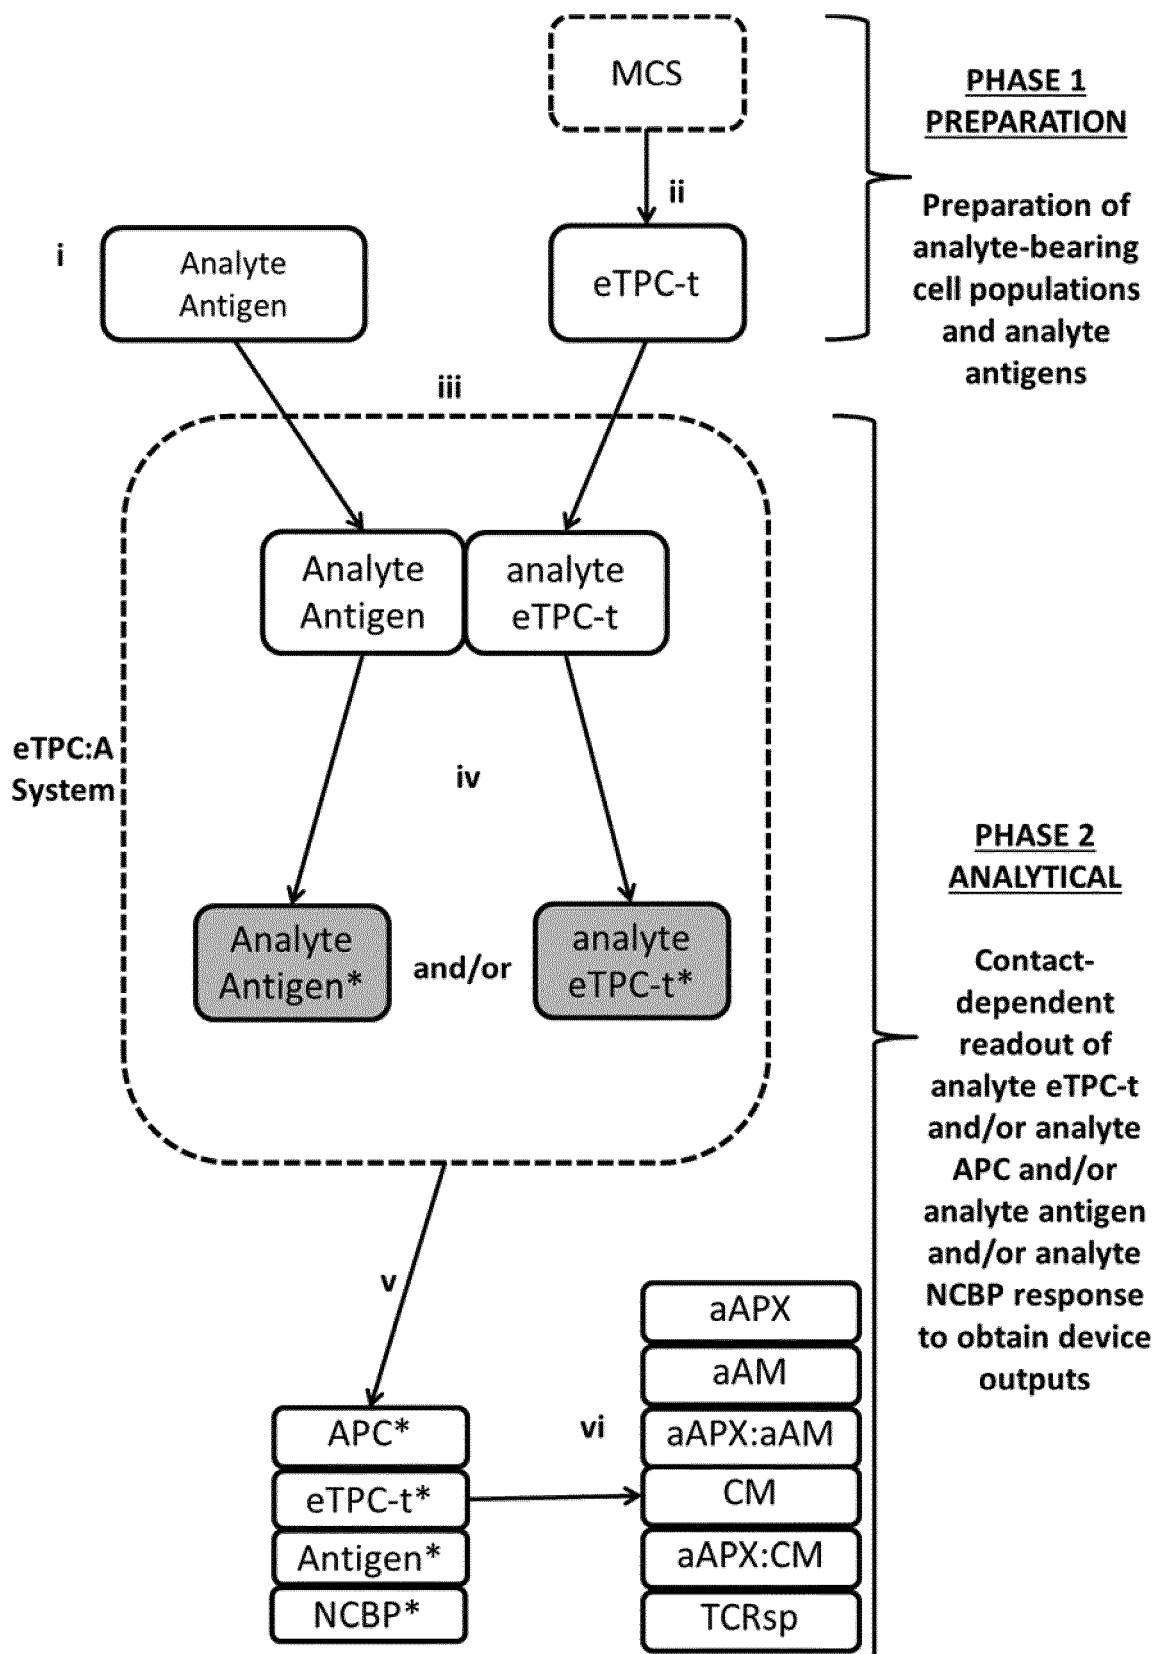 MCS
PHASE 1
PREPARATION
ii
Preparation of
analyte-bearing
cell populations
and analyte
antigens
i
Analyte
Antigen
eTPC-t
iii
Analyte
Antigen
analyte
eTPC-t
eTPC:A
System
iv
PHASE 2
ANALYTICAL
Analyte
Antigen*
and/or
analyte
eTPC-t*
Contact-
dependent
readout of
analyte eTPC-t
and/or analyte
APC and/or
analyte antigen
and/or analyte
NCBP response
to obtain device
outputs
v
APC*
eTPC-t*
Antigen*
NCBP*
vi
aAPX
aAM
aAPX:aAM
CM
aAPX:CM
TCRsp